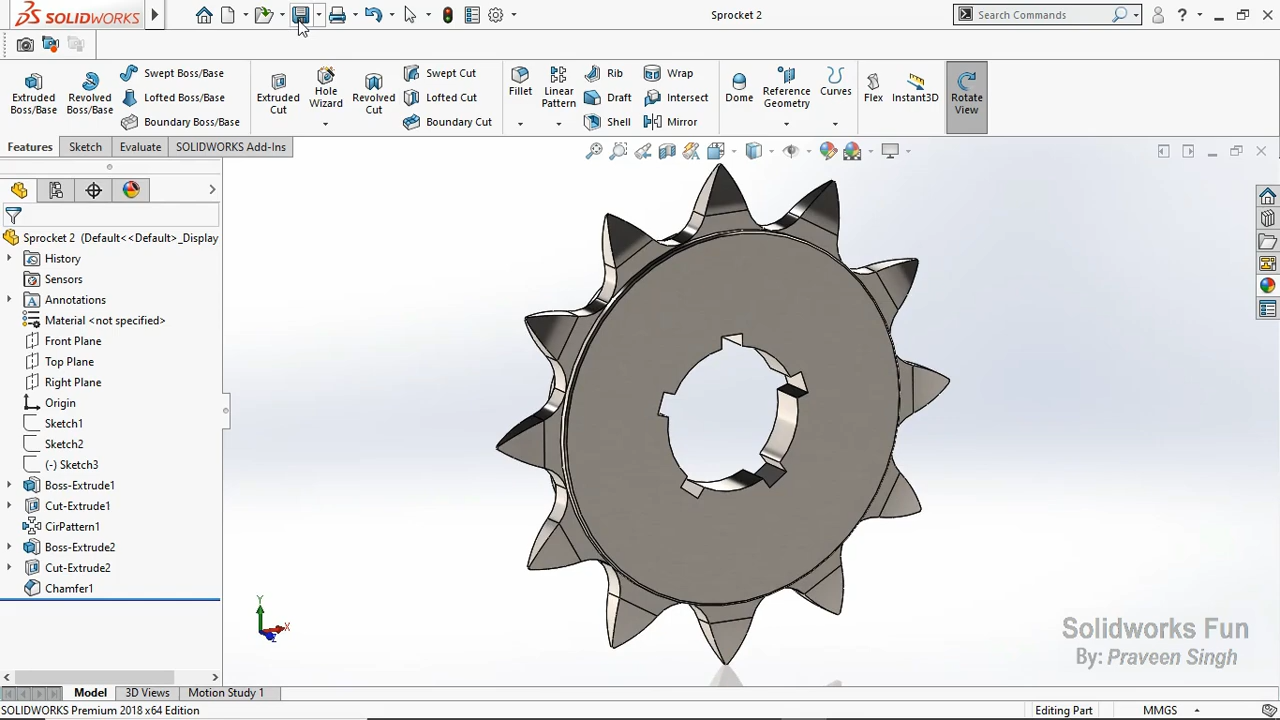 SOLIDWORKS
Sprocket 2
Search Commands
?
Extruded
Boss/Base
Revolved
Boss/Base
Swept Boss/Base
Lofted Boss/Base
Boundary Boss/Base
Extruded
Cut
Hole
Wizard
Revolved
Cut
Swept Cut
Lofted Cut
Boundary Cut
Fillet
Linear
Pattern
Rib
Draft
Shell
Wrap
Intersect
Mirror
Dome
Reference
Geometry
Curves
Flex
Instant3D
Rotate
View
Features
Sketch
Evaluate
SOLIDWORKS Add-Ins
Sprocket 2 (Default<<Default>_Display
History
Sensors
Annotations
Material <not specified>
Front Plane
Top Plane
Right Plane
Origin
Sketch1
Sketch2
(-) Sketch3
Boss-Extrude1
Cut-Extrude1
CirPattern1
Boss-Extrude2
Cut-Extrude2
Chamfer1
Y
X
Z
Solidworks Fun
By: Praveen Singh
Model
3D Views
Motion Study 1
SOLIDWORKS Premium 2018 x64 Edition
Editing Part
MMGS